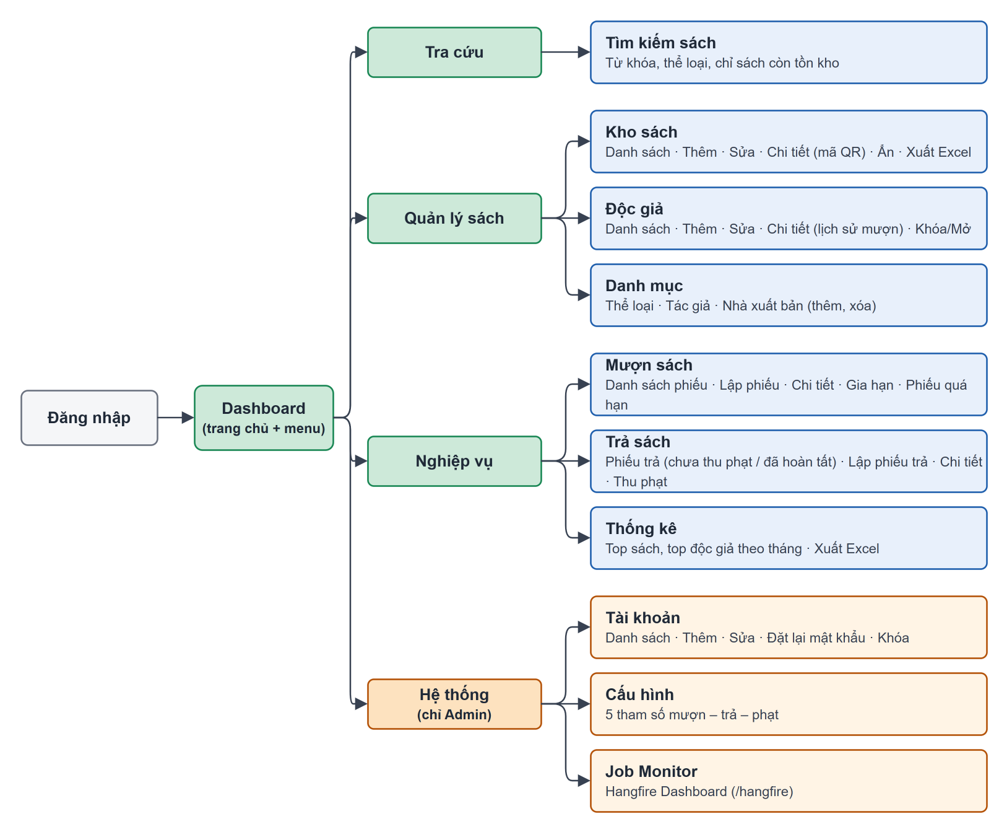 Đăng nhập
Dashboard
(trang chủ + menu)
Tra cứu
Tìm kiếm sách
Từ khóa, thể loại, chỉ sách còn tồn kho
Quản lý sách
Kho sách
Danh sách · Thêm · Sửa · Chi tiết (mã QR) · Ẩn · Xuất Excel
Độc giả
Danh sách · Thêm · Sửa · Chi tiết (lịch sử mượn) · Khóa/Mở
Danh mục
Thể loại · Tác giả · Nhà xuất bản (thêm, xóa)
Nghiệp vụ
Mượn sách
Danh sách phiếu · Lập phiếu · Chi tiết · Gia hạn · Phiếu quá
hạn
Trả sách
Phiếu trả (chưa thu phạt / đã hoàn tất) · Lập phiếu trả · Chi tiết
· Thu phạt
Thống kê
Top sách, top độc giả theo tháng · Xuất Excel
Hệ thống
(chỉ Admin)
Tài khoản
Danh sách · Thêm · Sửa · Đặt lại mật khẩu · Khóa
Cấu hình
5 tham số mượn – trả – phạt
Job Monitor
Hangfire Dashboard (/hangfire)